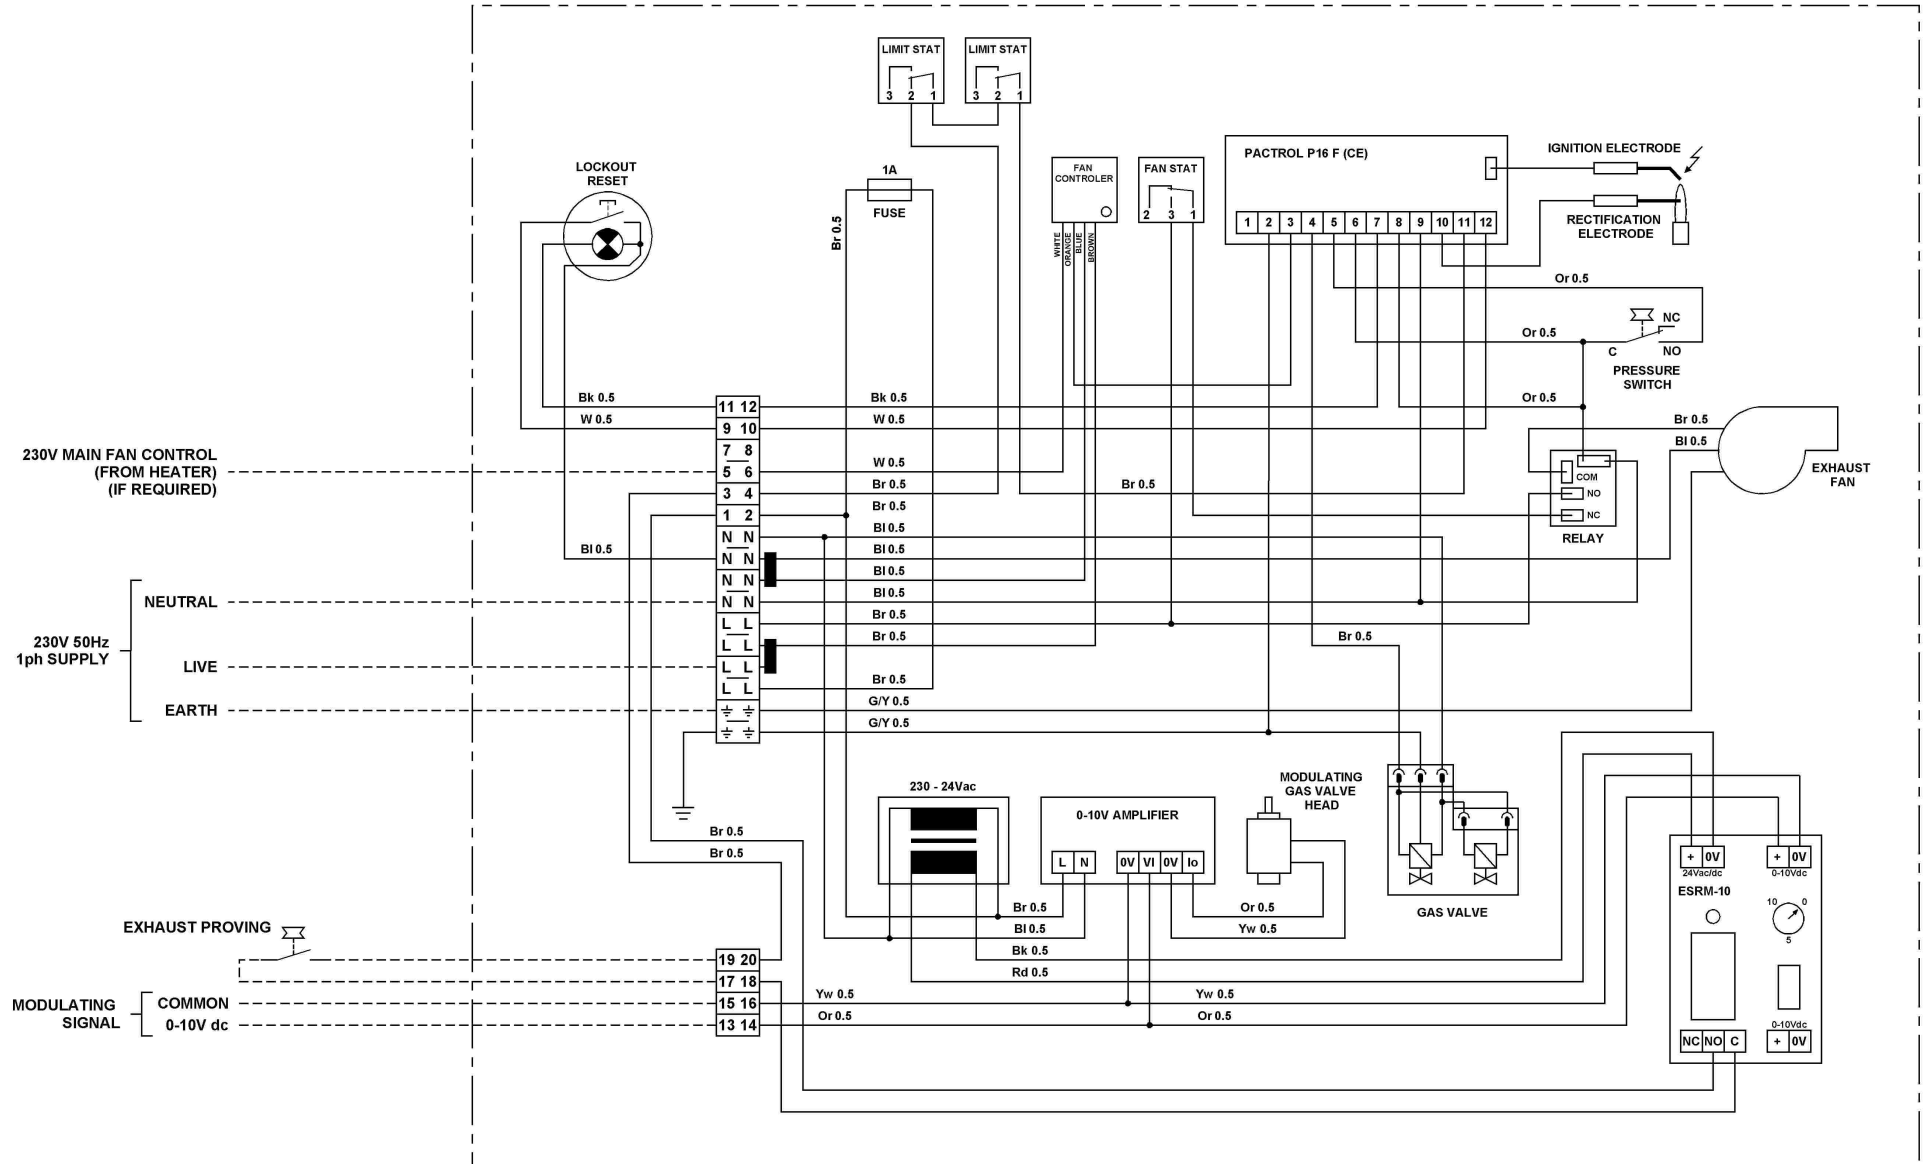 LIMIT STAT
3 2 1
LIMIT STAT
3 2 1
LOCKOUT
RESET
1A
FUSE
Br 0.5
FAN
CONTROLER
WHITE
ORANGE
BLUE
BROWN
FAN STAT
2 3 1
PACTROL P16 F (CE)
1 2 3 4 5 6 7 8 9 10 11 12
IGNITION ELECTRODE
RECTIFICATION
ELECTRODE
Or 0.5
Or 0.5
NC
C
NO
PRESSURE
SWITCH
Or 0.5
Br 0.5
Bl 0.5
EXHAUST
FAN
COM
NO
NC
RELAY
Bk 0.5
W 0.5
Bl 0.5
11 12
9 10
7 8
5 6
3 4
1 2
N N
N N
N N
N N
L L
L L
L L
L L
Bk 0.5
W 0.5
W 0.5
Br 0.5
Br 0.5
Br 0.5
Bl 0.5
Bl 0.5
Bl 0.5
Bl 0.5
Br 0.5
Br 0.5
Br 0.5
Br 0.5
G/Y 0.5
G/Y 0.5
230V MAIN FAN CONTROL
(FROM HEATER)
(IF REQUIRED)
230V 50Hz
1ph SUPPLY
NEUTRAL
LIVE
EARTH
Br 0.5
Br 0.5
230 - 24Vac
0-10V AMPLIFIER
L N
0V VI 0V Io
MODULATING
GAS VALVE
HEAD
GAS VALVE
Br 0.5
Bl 0.5
Bk 0.5
Rd 0.5
Or 0.5
Yw 0.5
+ 0V
24Vac/dc
+ 0V
0-10Vdc
ESRM-10
10 0
5
0-10Vdc
NC NO C
+ 0V
EXHAUST PROVING
MODULATING
SIGNAL
COMMON
0-10V dc
19 20
17 18
15 16
13 14
Yw 0.5
Or 0.5
Yw 0.5
Or 0.5